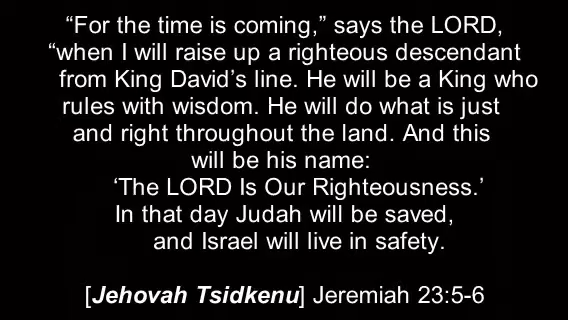 “For the time is coming,” says the LORD,
“when I will raise up a righteous descendant
from King David’s line. He will be a King who
rules with wisdom. He will do what is just
and right throughout the land. And this
will be his name:
‘The LORD Is Our Righteousness.’
In that day Judah will be saved,
and Israel will live in safety.
[Jehovah Tsidkenu] Jeremiah 23:5-6